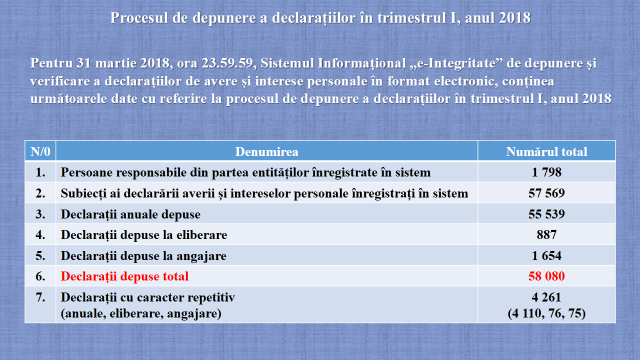 Procesul de depunere a declarațiilor în trimestrul I, anul 2018
Pentru 31 martie 2018, ora 23.59.59, Sistemul Informațional „e-Integritate” de depunere și
verificare a declarațiilor de avere și interese personale în format electronic, conținea
următoarele date cu referire la procesul de depunere a declarațiilor în trimestrul I, anul 2018
N/0 Denumirea Numărul total
1. Persoane responsabile din partea entităților înregistrate în sistem 1 798
2. Subiecți ai declarării averii și intereselor personale înregistrați în sistem 57 569
3. Declarații anuale depuse 55 539
4. Declarații depuse la eliberare 887
5. Declarații depuse la angajare 1 654
6. Declarații depuse total 58 080
7. Declarații cu caracter repetitiv 4 261
(anuale, eliberare, angajare) (4 110, 76, 75)